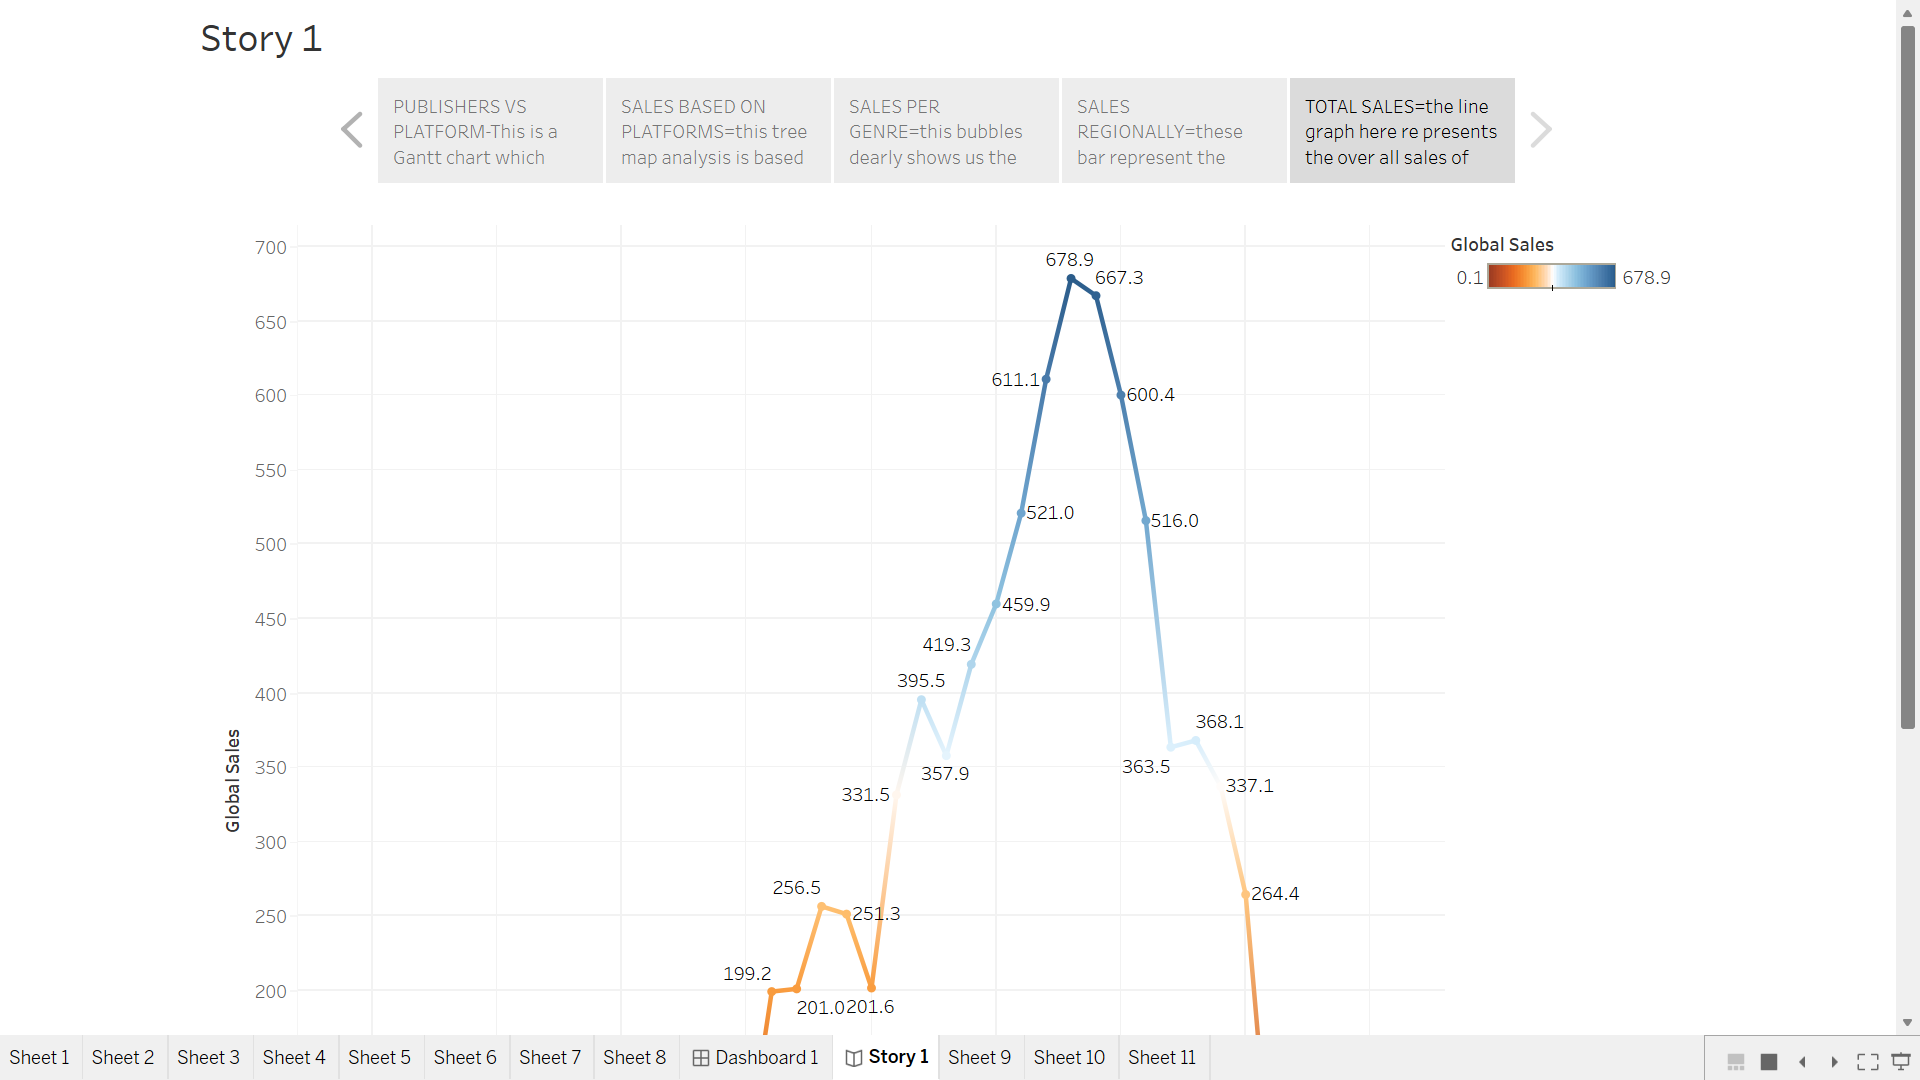 Story 1
PUBLISHERS VS
PLATFORM-This is a
Gantt chart which
SALES BASED ON
PLATFORMS=this tree
map analysis is based
SALES PER
GENRE=this bubbles
dearly shows us the
SALES
REGIONALLY=these
bar represent the
TOTAL SALES=the line
graph here re presents
the over all sales of
Global Sales
0.1 678.9
700
650
600
550
500
450
400
350
300
250
200
Global Sales
678.9
667.3
611.1
600.4
521.0
516.0
459.9
419.3
395.5
368.1
363.5
357.9
337.1
331.5
264.4
256.5
251.3
199.2
201.0
201.6
Sheet 1 Sheet 2 Sheet 3 Sheet 4 Sheet 5 Sheet 6 Sheet 7 Sheet 8 Dashboard 1 Story 1 Sheet 9 Sheet 10 Sheet 11